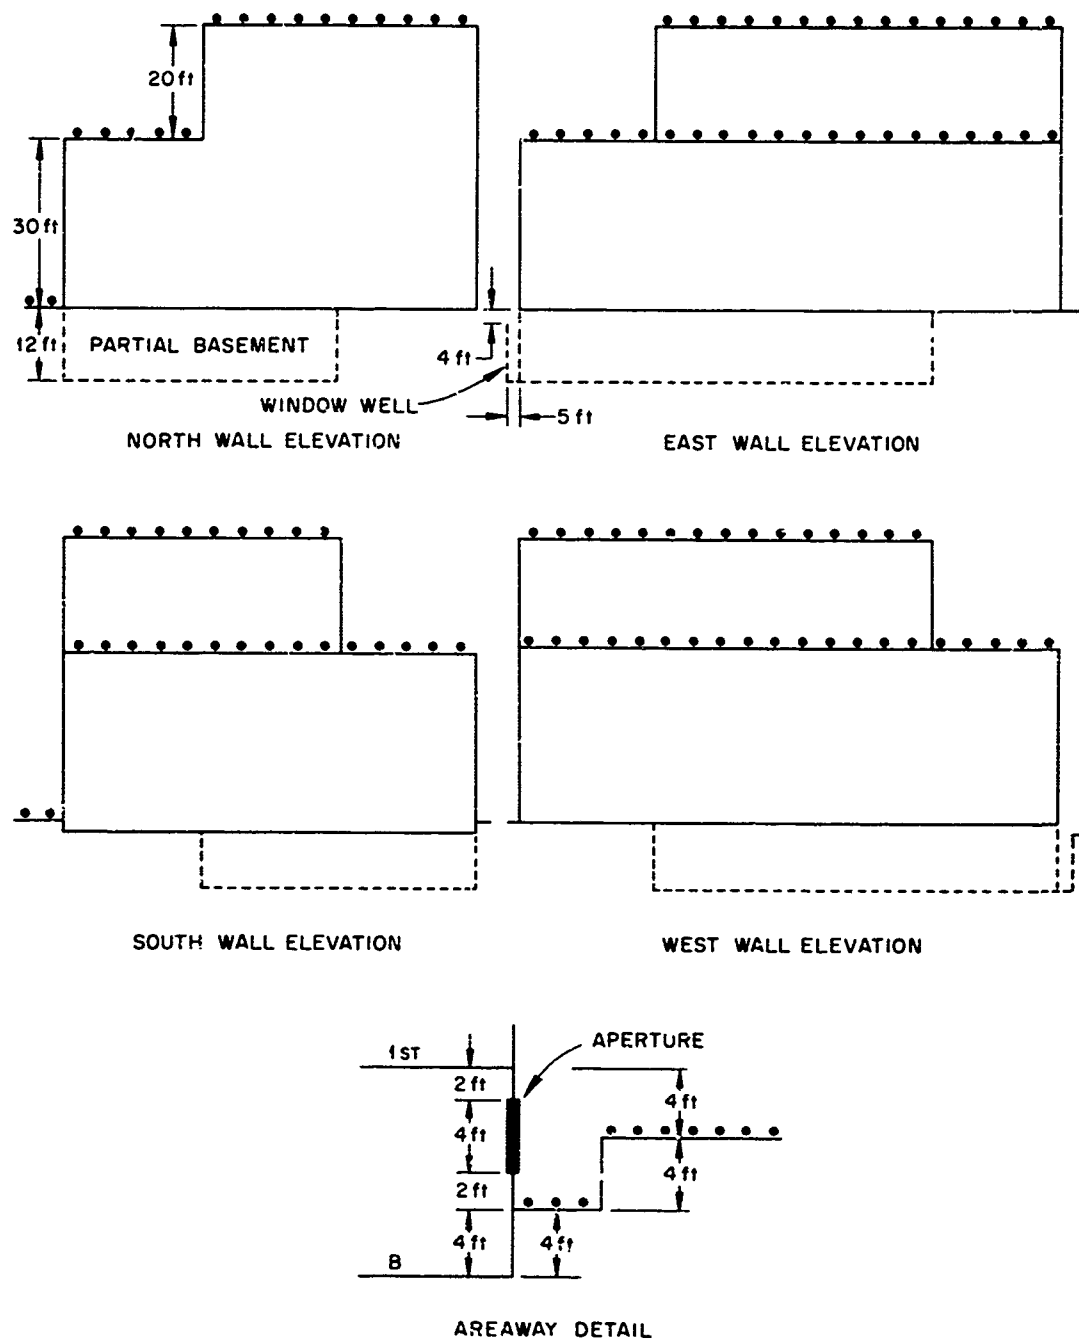 20 ft
30 ft
12 ft
PARTIAL BASEMENT
4 ft
WINDOW WELL
5 ft
NORTH WALL ELEVATION
EAST WALL ELEVATION
SOUTH WALL ELEVATION
WEST WALL ELEVATION
APERTURE
1ST
2 ft
4 ft
4 ft
4 ft
2 ft
4 ft
4 ft
B
AREAWAY DETAIL